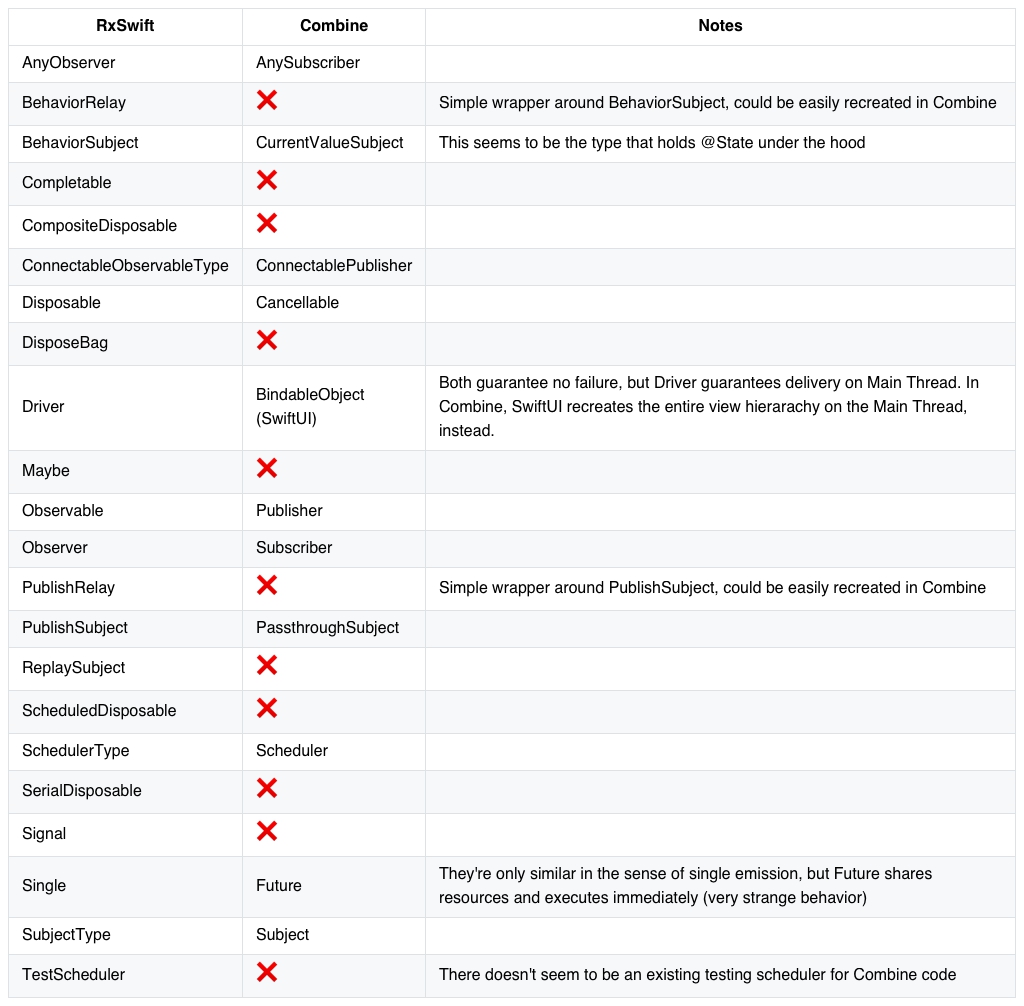 RxSwift Combine Notes
AnyObserver AnySubscriber
BehaviorRelay ❌ Simple wrapper around BehaviorSubject, could be easily recreated in Combine
BehaviorSubject CurrentValueSubject This seems to be the type that holds @State under the hood
Completable ❌
CompositeDisposable ❌
ConnectableObservableType ConnectablePublisher
Disposable Cancellable
DisposeBag ❌
Driver BindableObject
(SwiftUI) Both guarantee no failure, but Driver guarantees delivery on Main Thread. In
Combine, SwiftUI recreates the entire view hierarchy on the Main Thread,
instead.
Maybe ❌
Observable Publisher
Observer Subscriber
PublishRelay ❌ Simple wrapper around PublishSubject, could be easily recreated in Combine
PublishSubject PassthroughSubject
ReplaySubject ❌
ScheduledDisposable ❌
SchedulerType Scheduler
SerialDisposable ❌
Signal ❌
Single Future They're only similar in the sense of single emission, but Future shares
resources and executes immediately (very strange behavior)
SubjectType Subject
TestScheduler ❌ There doesn't seem to be an existing testing scheduler for Combine code